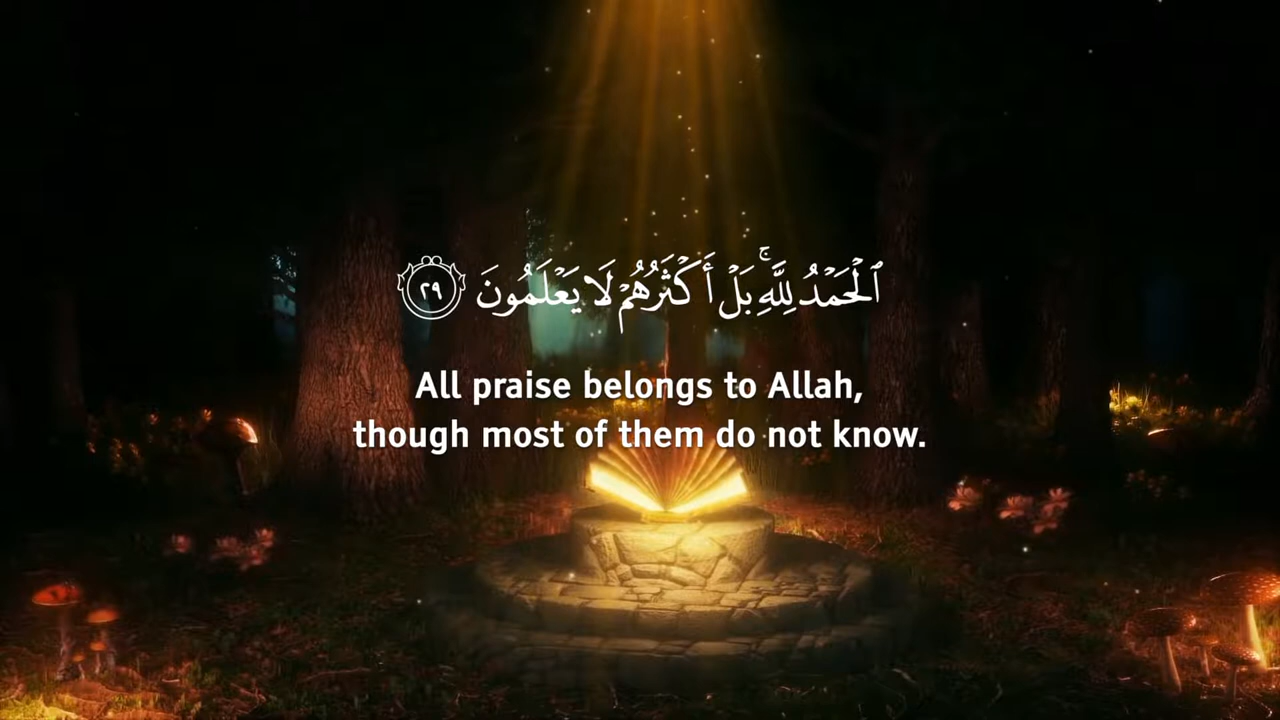 ٱلْحَمْدُ لِلَّهِ ۚ بَلْ أَكْثَرُهُمْ لَا يَعْلَمُونَ ٢٩
All praise belongs to Allah,
though most of them do not know.